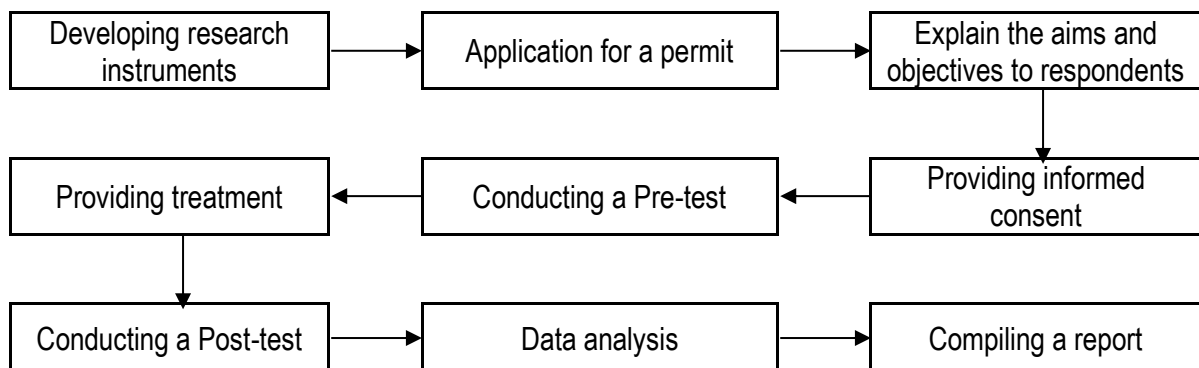 Developing research
instruments
Application for a permit
Explain the aims and
objectives to respondents
Providing informed
consent
Conducting a Pre-test
Providing treatment
Conducting a Post-test
Data analysis
Compiling a report